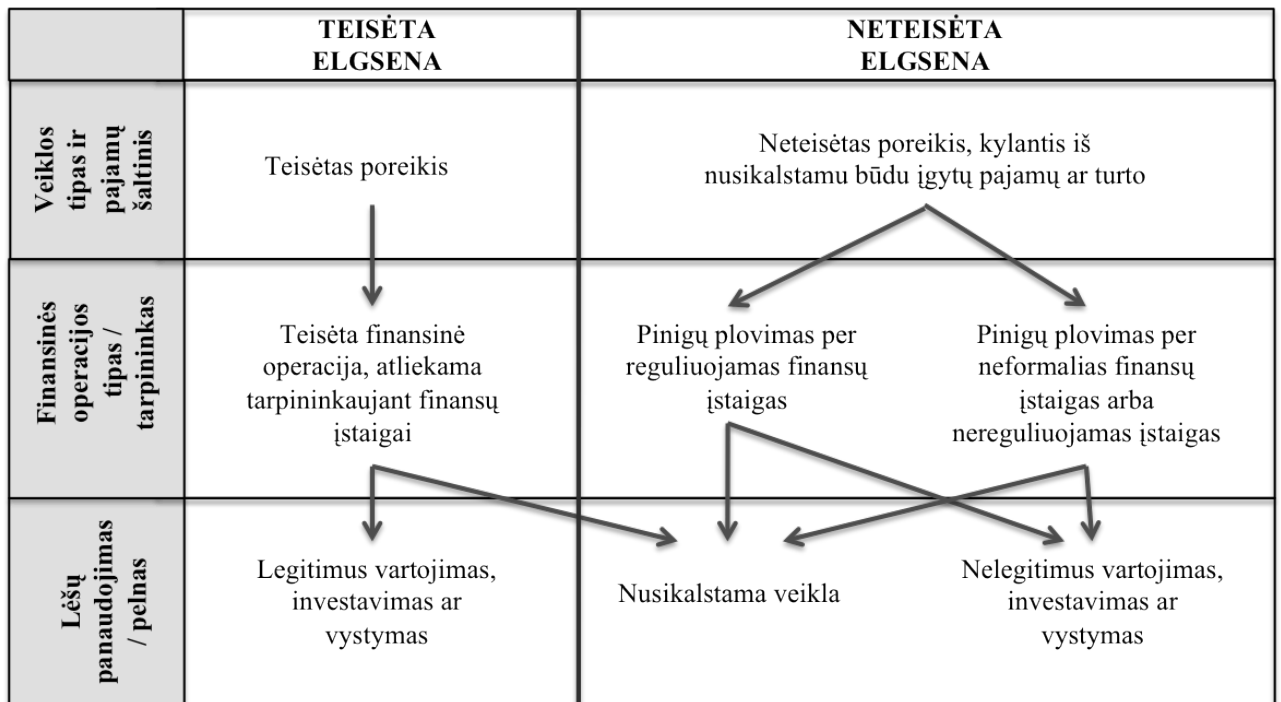 TEISĖTA
ELGSENA
NETEISĖTA
ELGSENA
Veiklos
tipas ir
pajamų
šaltinis
Teisėtas poreikis
Neteisėtas poreikis, kylantis iš
nusikalstamu būdu įgytų pajamų ar turto
Finansinės
operacijos
tipas /
tarpininkas
Teisėta finansinė
operacija, atliekama
tarpininkaujant finansų
įstaigai
Pinigų plovimas per
reguliuojamas finansų
įstaigas
Pinigų plovimas per
neformalias finansų
įstaigas arba
nereguliuojamas įstaigas
Lėšų
panaudojimas
/ pelnas
Legitimus vartojimas,
investavimas ar
vystymas
Nusikalstama veikla
Nelegitimus vartojimas,
investavimas ar
vystymas